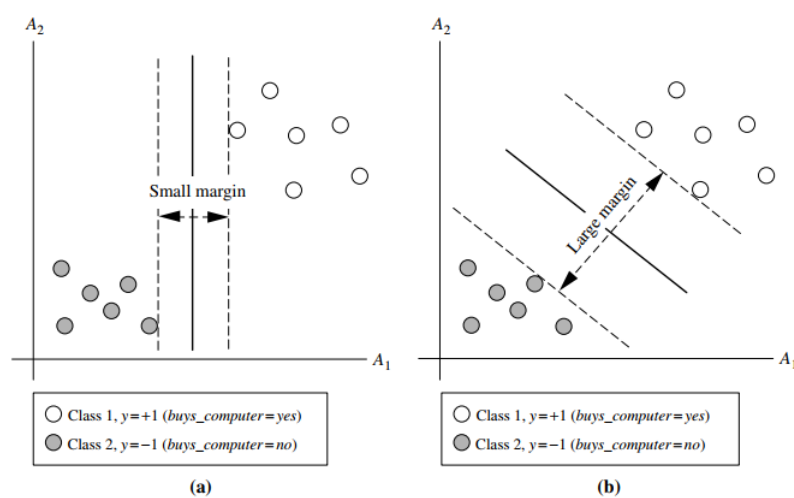 A2
Small margin
A1
Class 1, y=+1 (buys_computer=yes)
Class 2, y=−1 (buys_computer=no)
(a)
A2
Large margin
A1
Class 1, y=+1 (buys_computer=yes)
Class 2, y=−1 (buys_computer=no)
(b)